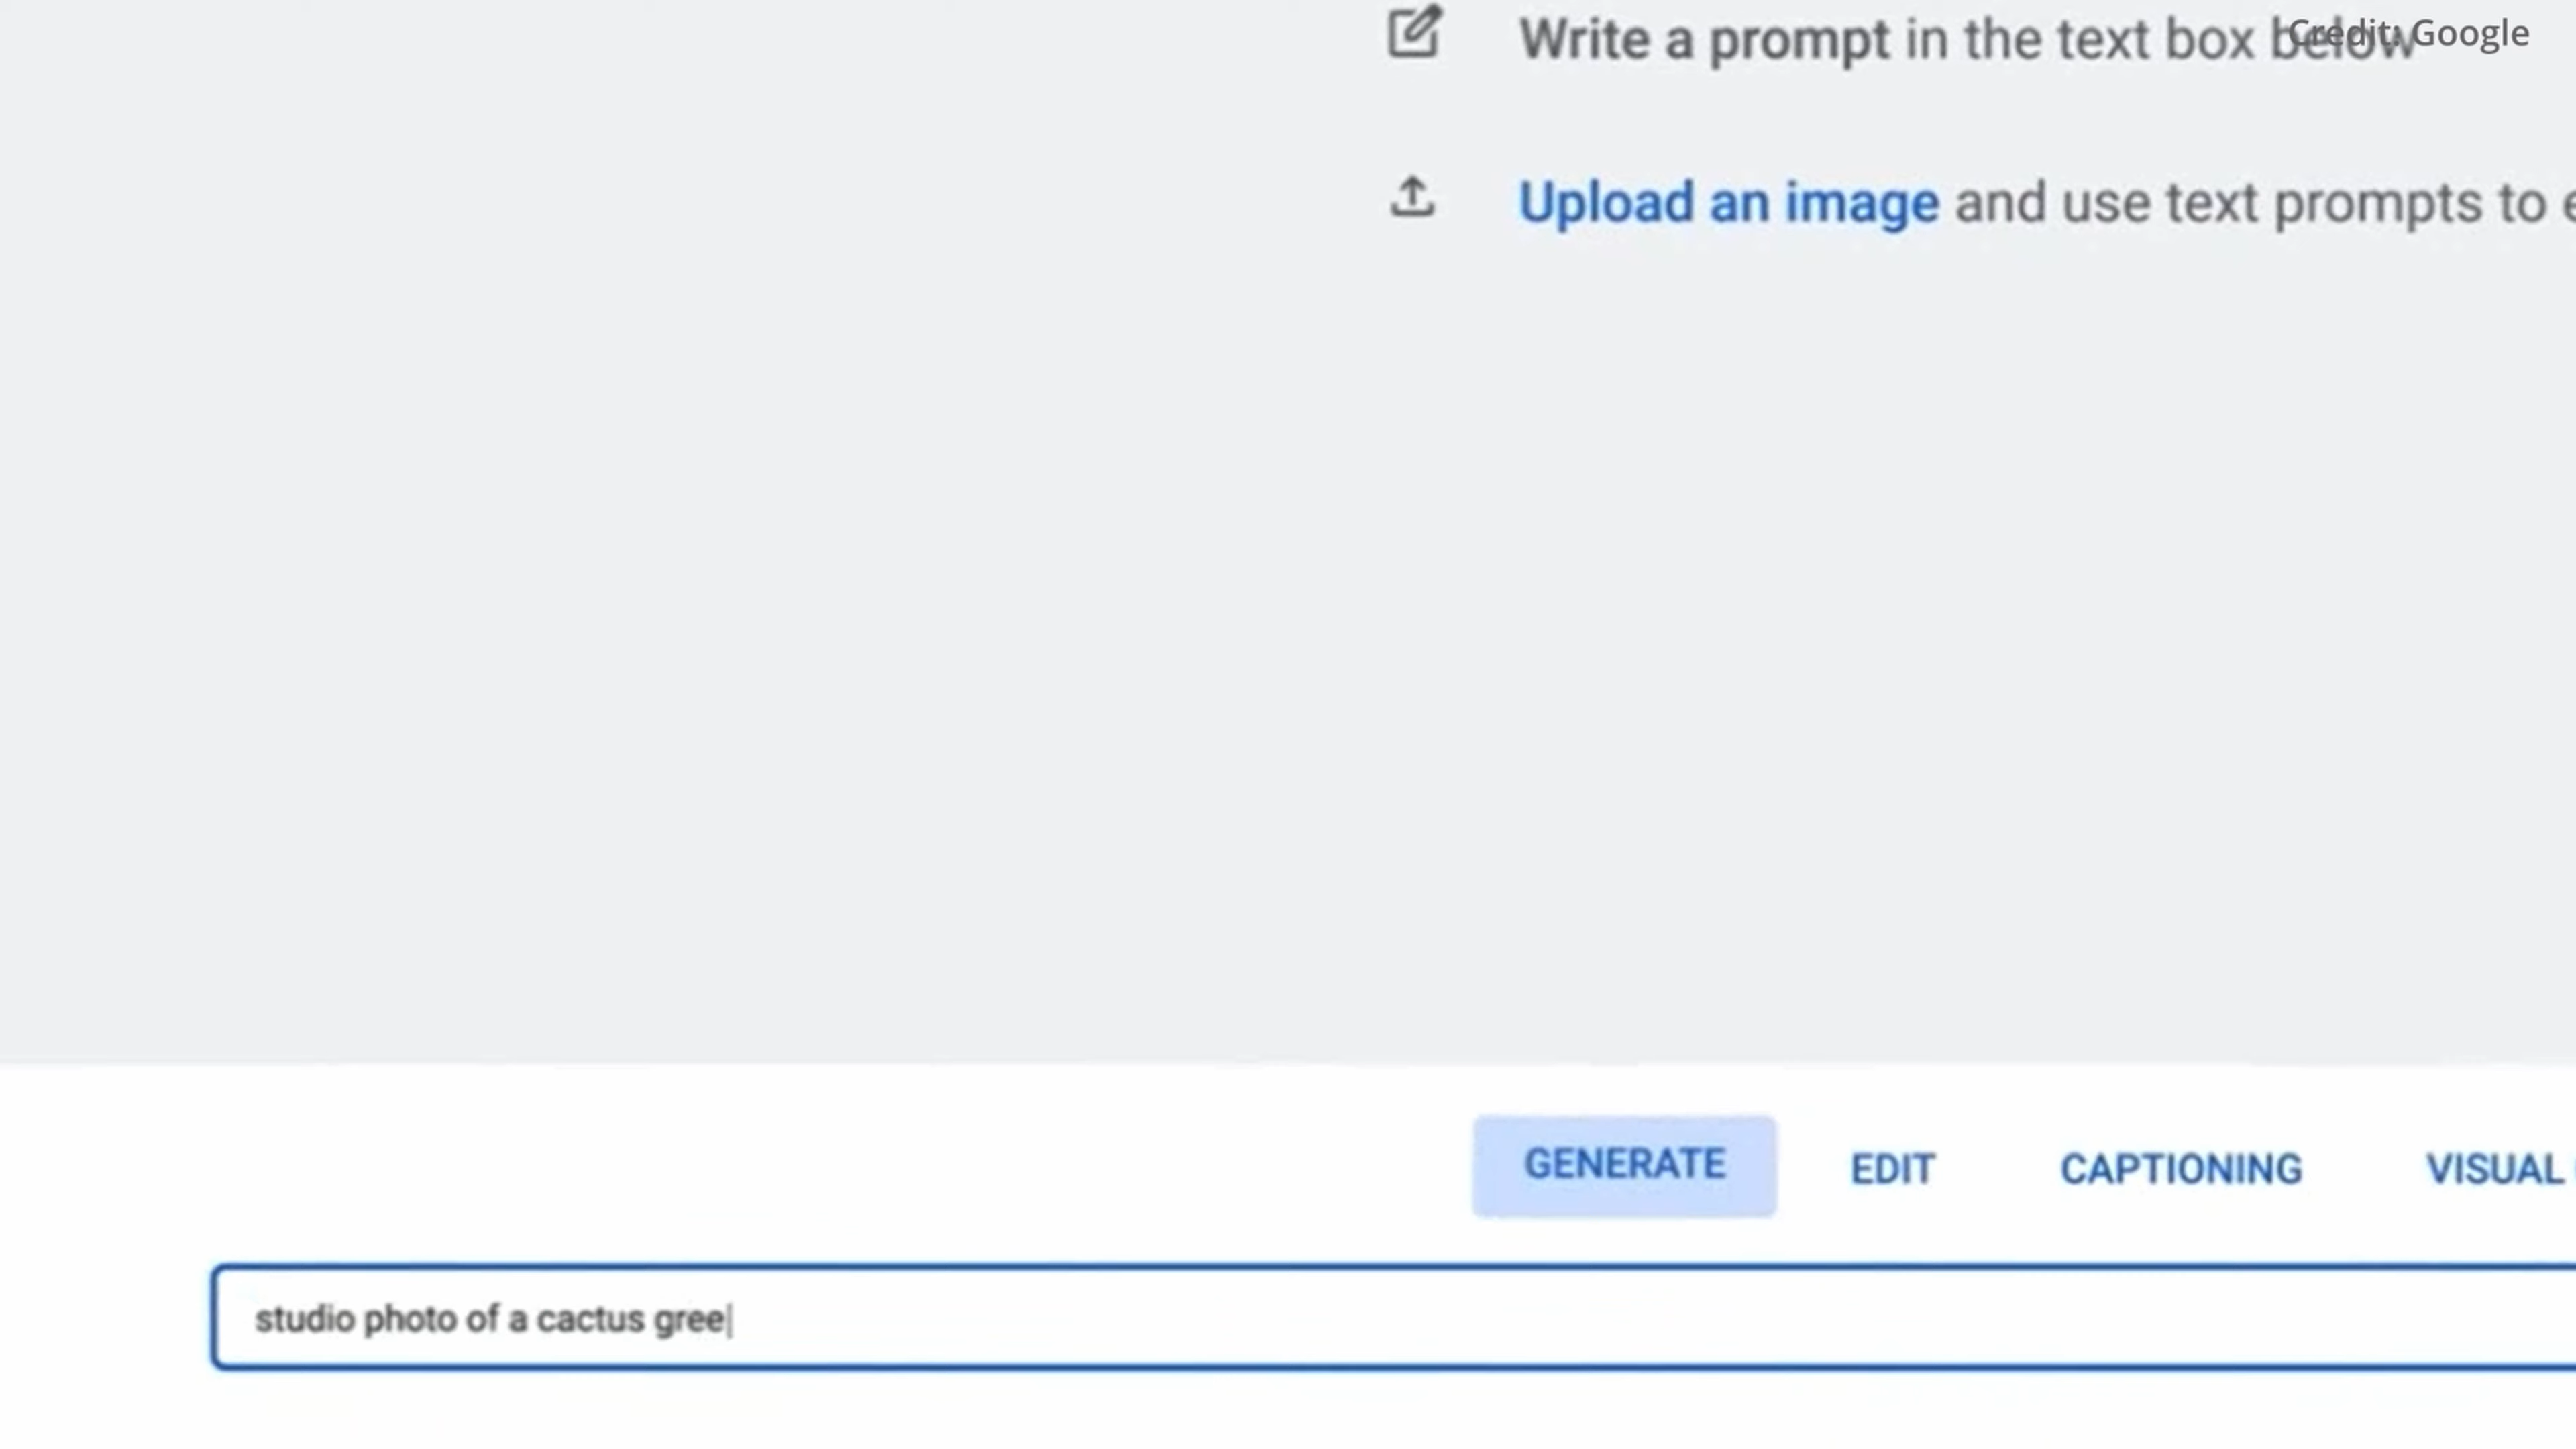 Write a prompt in the text box below
Credit: Google
Upload an image and use text prompts to e
GENERATE
EDIT
CAPTIONING
VISUAL
studio photo of a cactus gree